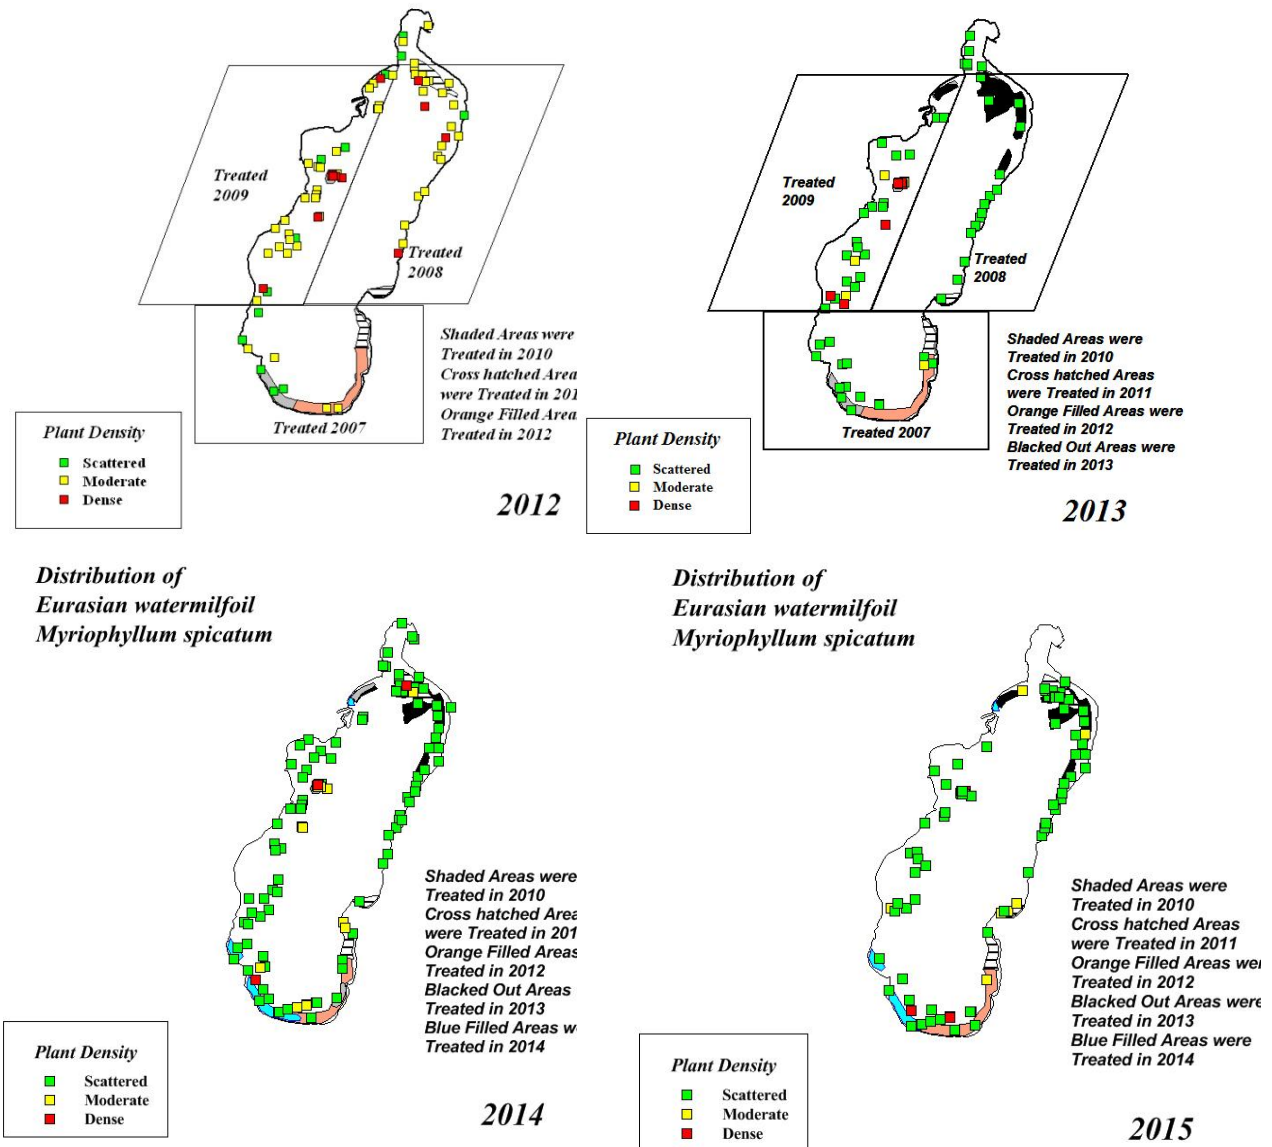 Treated
2009
Treated
2008
Shaded Areas were
Treated in 2010
Cross hatched Area
were Treated in 201
Orange Filled Area
Treated in 2012
Treated 2007
Plant Density
Scattered
Moderate
Dense
2012
Treated
2009
Treated
2008
Shaded Areas were
Treated in 2010
Cross hatched Areas
were Treated in 2011
Orange Filled Areas were
Treated in 2012
Blacked Out Areas were
Treated in 2013
Treated 2007
Plant Density
Scattered
Moderate
Dense
2013
Distribution of
Eurasian watermilfoil
Myriophyllum spicatum
Shaded Areas were
Treated in 2010
Cross hatched Area
were Treated in 201
Orange Filled Areas
Treated in 2012
Blacked Out Areas
Treated in 2013
Blue Filled Areas w
Treated in 2014
Plant Density
Scattered
Moderate
Dense
2014
Distribution of
Eurasian watermilfoil
Myriophyllum spicatum
Shaded Areas were
Treated in 2010
Cross hatched Areas
were Treated in 2011
Orange Filled Areas wer
Treated in 2012
Blacked Out Areas were
Treated in 2013
Blue Filled Areas were
Treated in 2014
Plant Density
Scattered
Moderate
Dense
2015